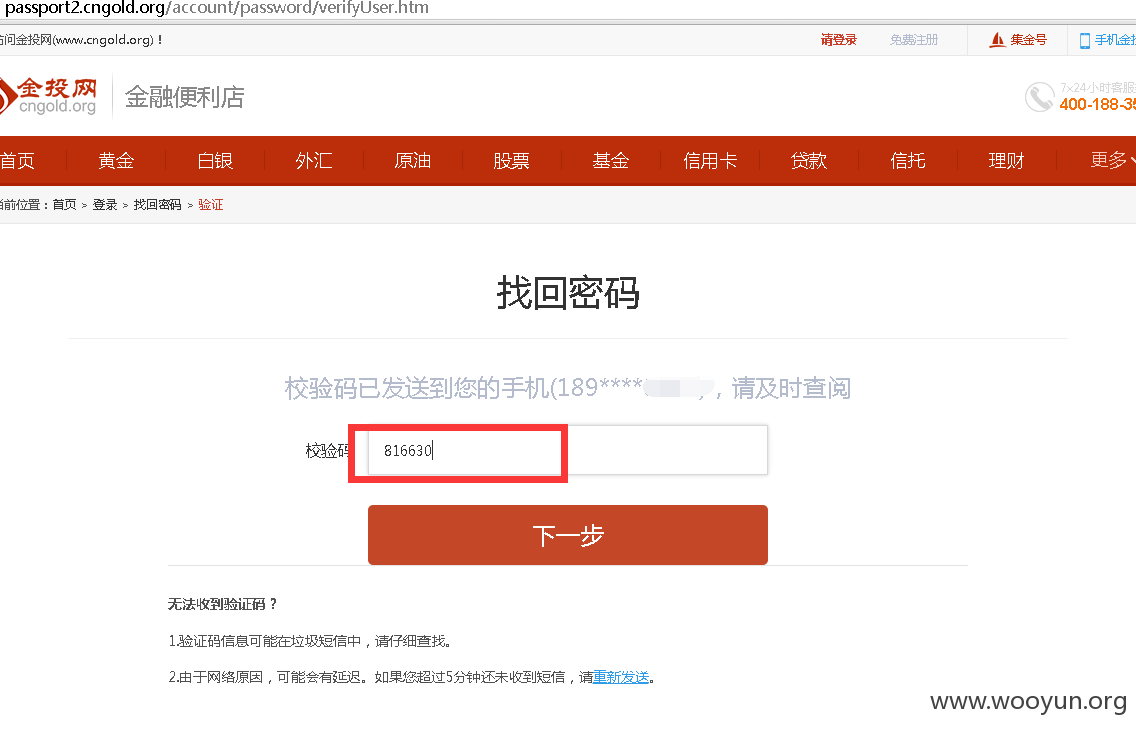 passport2.cngold.org/account/password/verifyUser.htm
问金投网(www.cngold.org)！ 请登录 免费注册 集金号 手机金投
金投网 cngold.org 金融便利店 7×24小时客服 400-188-35
首页 黄金 白银 外汇 原油 股票 基金 信用卡 贷款 信托 理财 更多
当前位置：首页 » 登录 » 找回密码 » 验证
找回密码
校验码已发送到您的手机(189****)，请及时查阅
校验码 816630
下一步
无法收到验证码？
1.验证码信息可能在垃圾短信中，请仔细查找。
2.由于网络原因，可能会有延迟。如果您超过5分钟还未收到短信，请重新发送。
www.wooyun.org